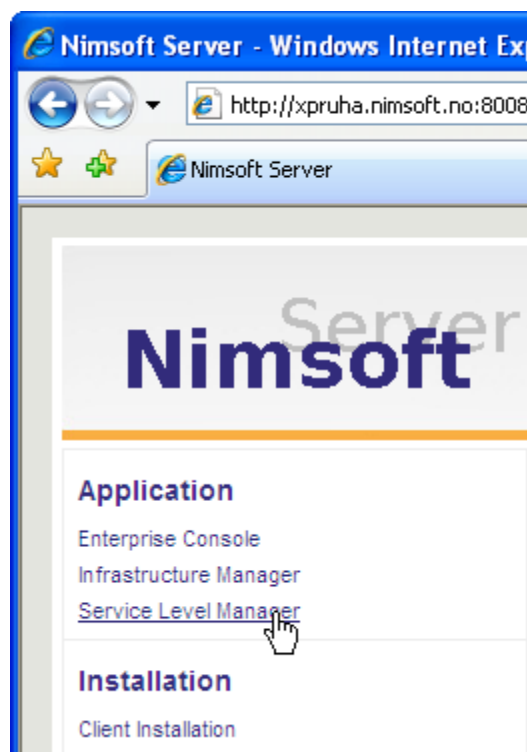 Nimsoft Server - Windows Internet Exp
http://xpruha.nimsoft.no:8008
Nimsoft Server
Server
Nimsoft
Application
Enterprise Console
Infrastructure Manager
Service Level Manager
Installation
Client Installation